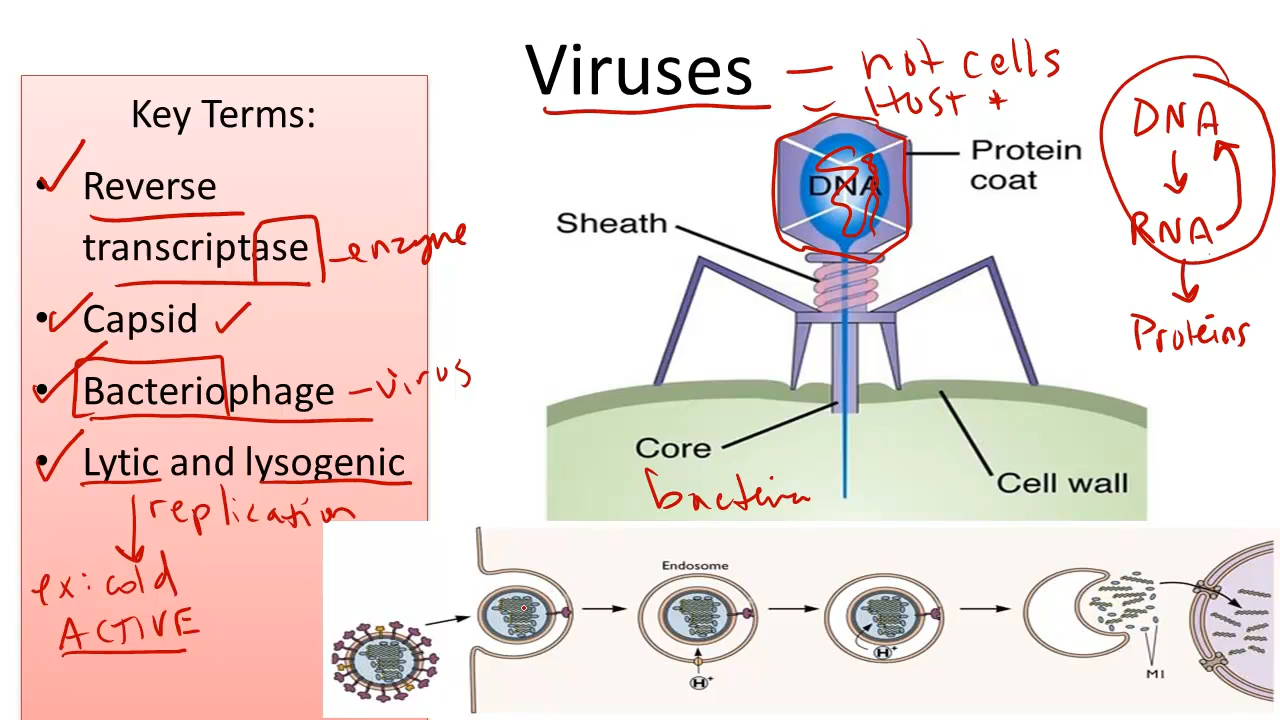 Viruses – not cells
– Host *
Key Terms:
• Reverse
transcriptase – enzyme
• Capsid
• Bacteriophage – virus
• Lytic and lysogenic
replication
ex: cold
ACTIVE
DNA
Protein
coat
Sheath
Core
Cell wall
bacteria
DNA
RNA
Proteins
Endosome
H+
H+
M1